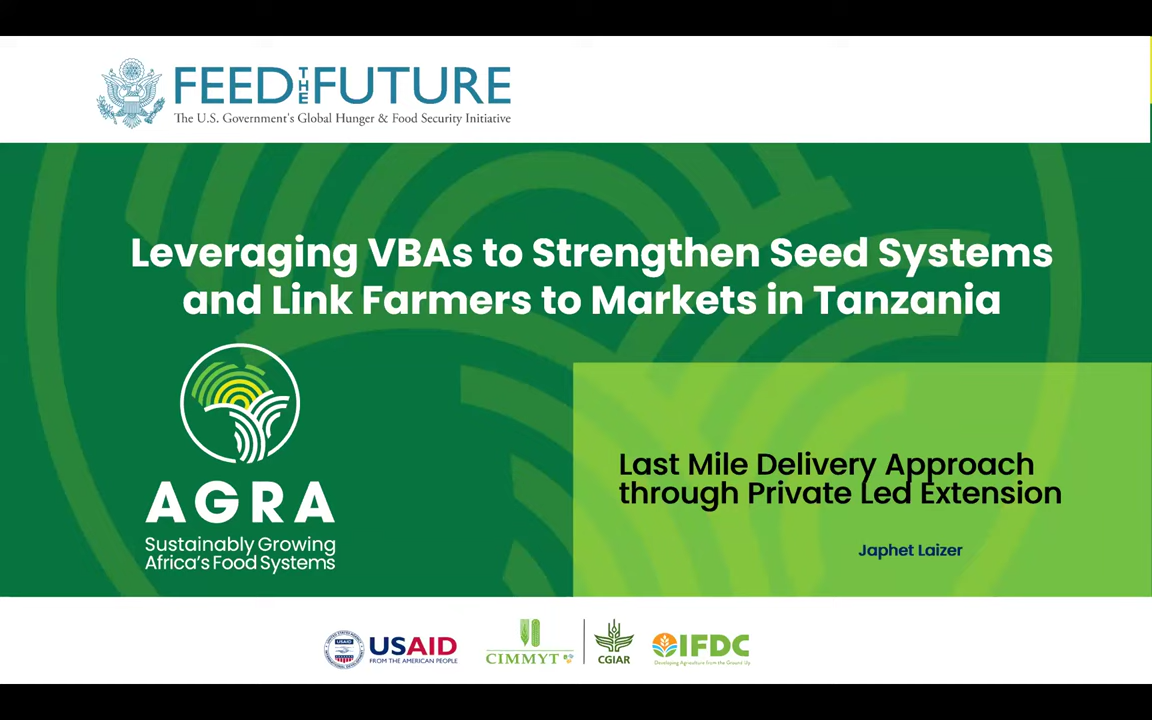 FEED THE FUTURE
The U.S. Government's Global Hunger & Food Security Initiative
Leveraging VBAs to Strengthen Seed Systems
and Link Farmers to Markets in Tanzania
AGRA
Sustainably Growing
Africa's Food Systems
Last Mile Delivery Approach
through Private Led Extension
Japhet Laizer
USAID
USAID
FROM THE AMERICAN PEOPLE
CIMMYT
CGIAR
IFDC
Developing Agriculture from the Ground Up